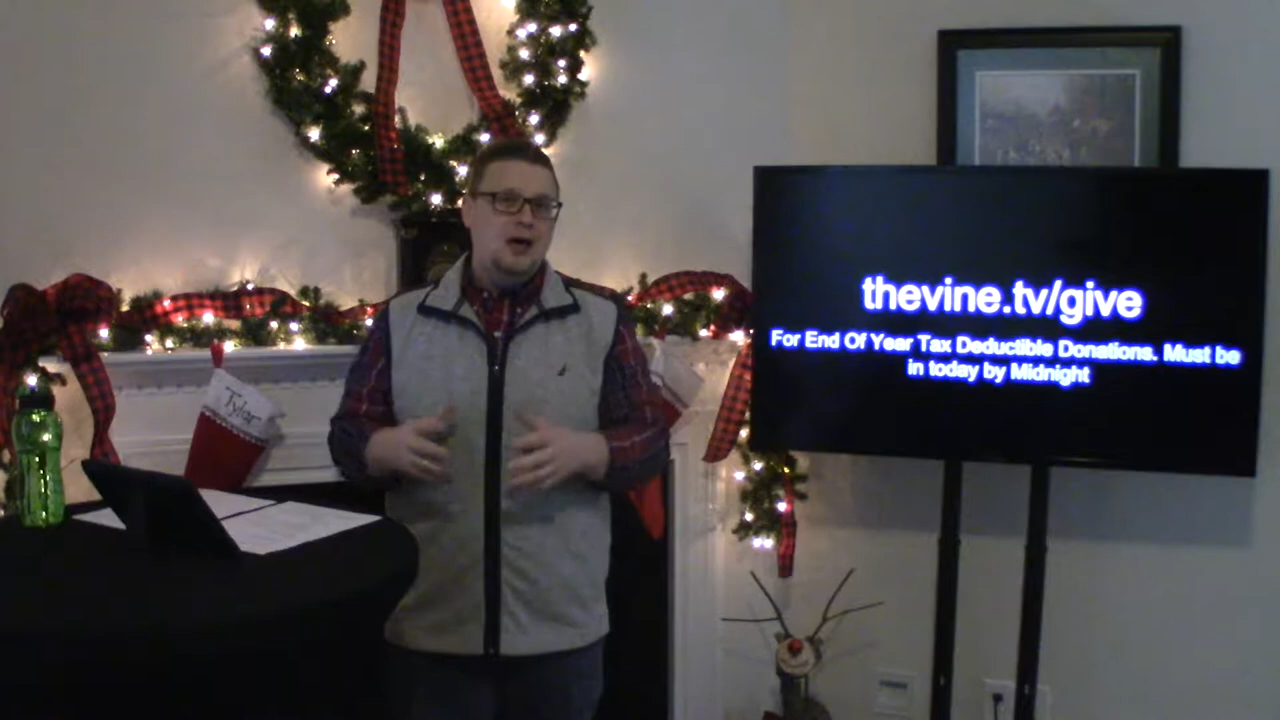 Tyler
thevine.tv/give
For End Of Year Tax Deductible Donations. Must be
in today by Midnight